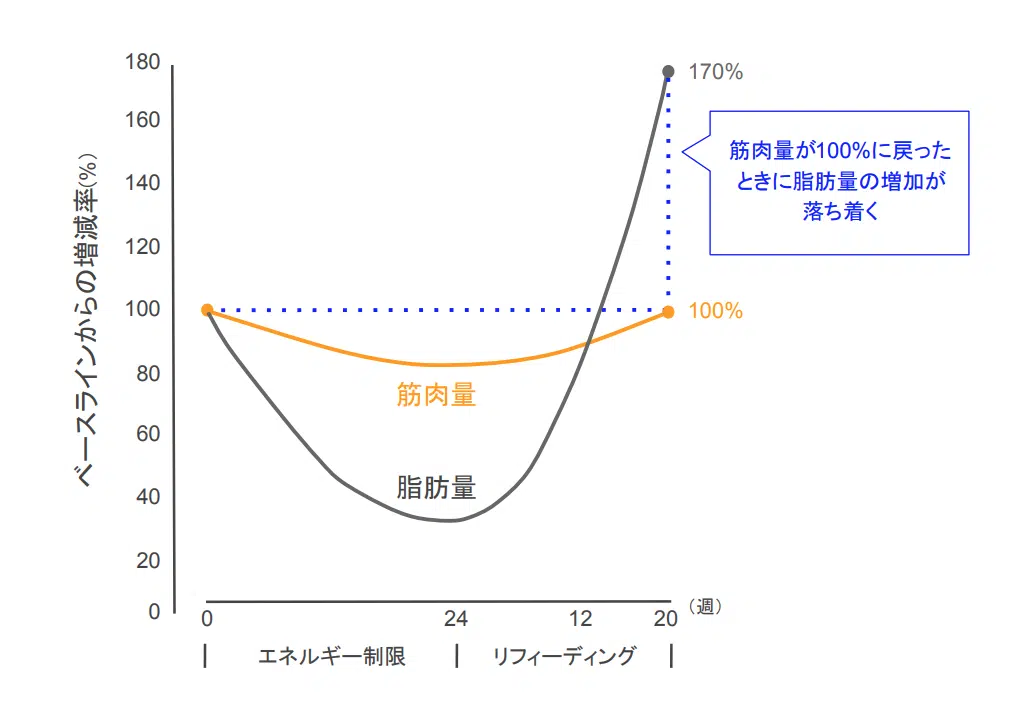 ベースラインからの増減率(%)
180
160
140
120
100
80
60
40
20
0
170%
筋肉量が100%に戻った
ときに脂肪量の増加が
落ち着く
100%
筋肉量
脂肪量
0 24 12 20 (週)
エネルギー制限 リフィーディング